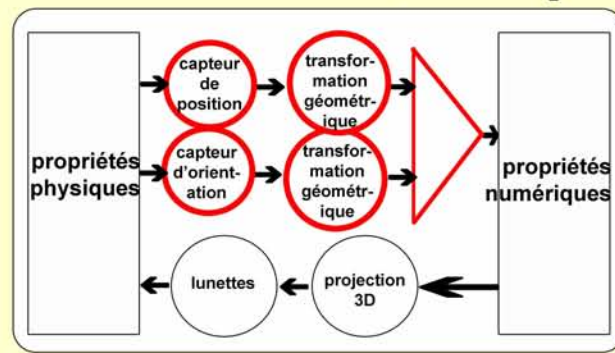 propriétés
physiques
capteur
de
position
transfor-
mation
géométr-
ique
capteur
d'orient-
ation
transfor-
mation
géométr-
ique
lunettes
projection
3D
propriétés
numériques